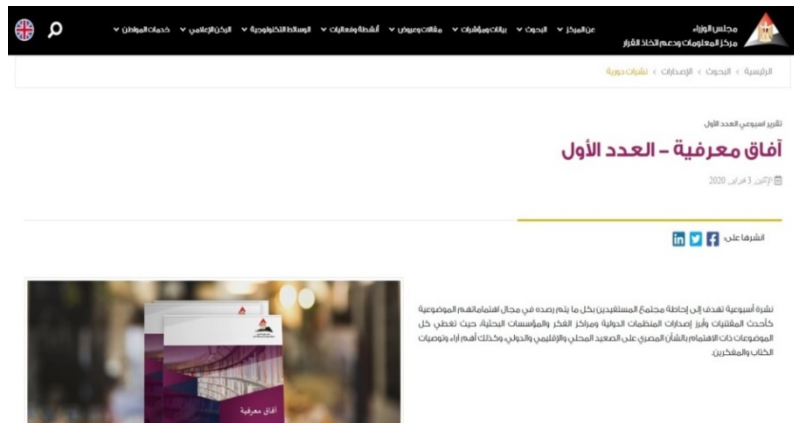 مجلس الوزراء
مركز المعلومات ودعم اتخاذ القرار
عن المركز
البحوث
بيانات ومؤشرات
مقالات وعروض
أنشطة وفعاليات
الوسائط التكنولوجية
الركن الإعلامي
خدمات المواطن
الرئيسية > البحوث > الإصدارات > نشرات دورية
تقرير اسبوعي العدد الأول
آفاق معرفية – العدد الأول
الإثنين, 3 فبراير, 2020
انشرها على:
نشرة أسبوعية تهدف إلى إحاطة مجتمع المستفيدين بكل ما يتم رصده في مجال اهتماماتهم الموضوعية
كأحدث المقتنيات وأبرز إصدارات المنظمات الدولية ومراكز الفكر والمؤسسات البحثية، حيث تغطي كل
الموضوعات ذات الاهتمام بالشأن المصري على الصعيد المحلي والإقليمي والدولي، وكذلك أهم آراء وتوصيات
الكتاب والمفكرين.
آفاق معرفية